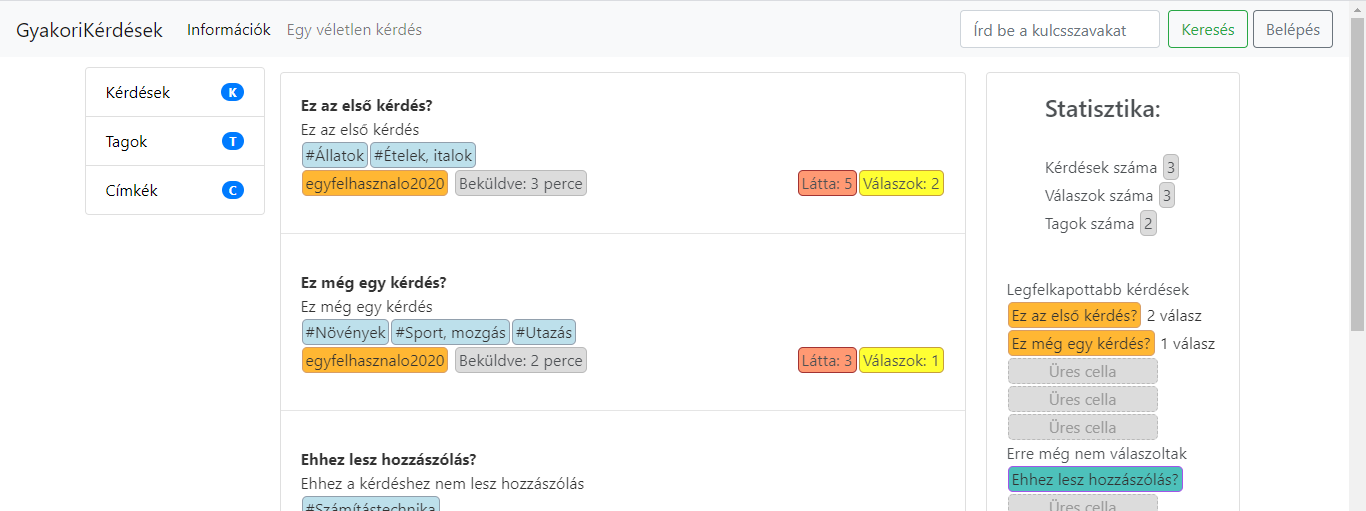 GyakoriKérdések Információk Egy véletlen kérdés Írd be a kulcsszavakat Keresés Belépés
Kérdések K
Tagok T
Címkék C
Ez az első kérdés?
Ez az első kérdés
#Állatok #Ételek, italok
egyfelhasznalo2020 Beküldve: 3 perce Látta: 5 Válaszok: 2
Ez még egy kérdés?
Ez még egy kérdés
#Növények #Sport, mozgás #Utazás
egyfelhasznalo2020 Beküldve: 2 perce Látta: 3 Válaszok: 1
Ehhez lesz hozzászólás?
Ehhez a kérdéshez nem lesz hozzászólás
#Számítástechnika
Statisztika:
Kérdések száma 3
Válaszok száma 3
Tagok száma 2
Legfelkapottabb kérdések
Ez az első kérdés? 2 válasz
Ez még egy kérdés? 1 válasz
Üres cella
Üres cella
Üres cella
Erre még nem válaszoltak
Ehhez lesz hozzászólás?
Üres cella